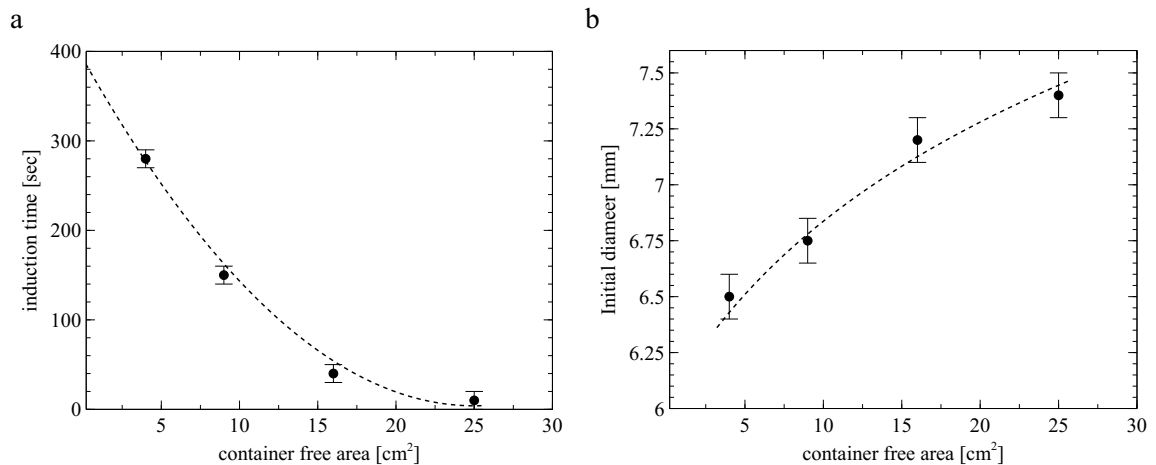 a
400
300
200
100
0
induction time [sec]
5 10 15 20 25 30
container free area [cm²]
b
7.5
7.25
7
6.75
6.5
6.25
6
Initial diameer [mm]
5 10 15 20 25 30
container free area [cm²]